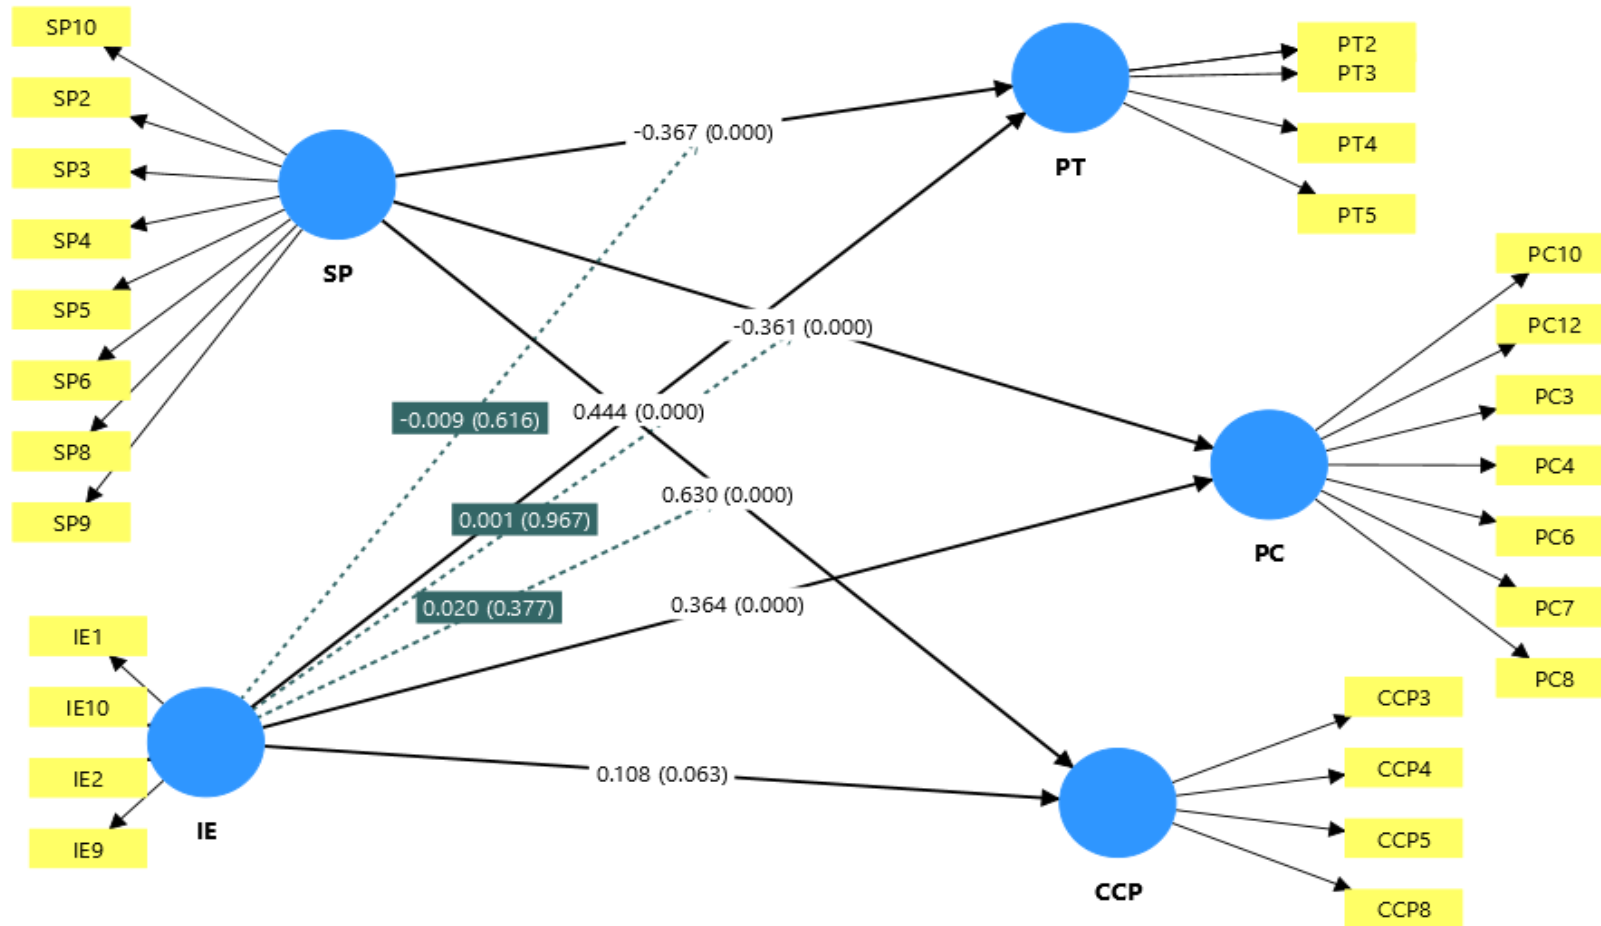 SP10
SP2
SP3
SP4
SP5
SP6
SP8
SP9
SP
IE1
IE10
IE2
IE9
IE
-0.367 (0.000)
-0.361 (0.000)
-0.009 (0.616)
0.444 (0.000)
0.001 (0.967)
0.630 (0.000)
0.020 (0.377)
0.364 (0.000)
0.108 (0.063)
PT
PT2
PT3
PT4
PT5
PC
PC10
PC12
PC3
PC4
PC6
PC7
PC8
CCP
CCP3
CCP4
CCP5
CCP8